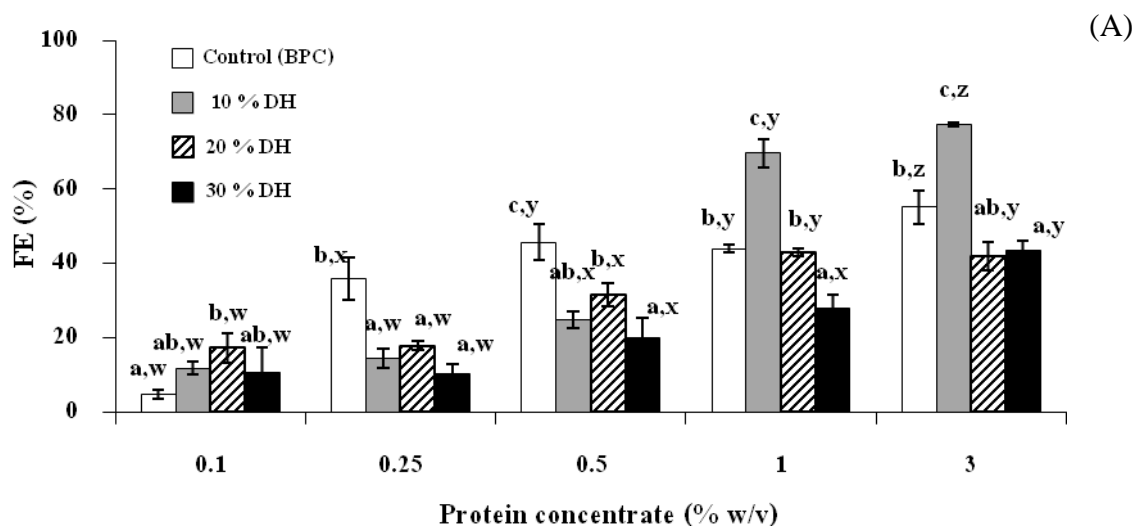 (A)
100
80
60
40
20
0
FE (%)
Control (BPC)
10 % DH
20 % DH
30 % DH
a,w
ab,w
b,w
ab,w
b,x
a,w
a,w
a,w
c,y
ab,x
b,x
a,x
b,y
c,y
b,y
a,x
b,z
c,z
ab,y
a,y
0.1 0.25 0.5 1 3
Protein concentrate (% w/v)